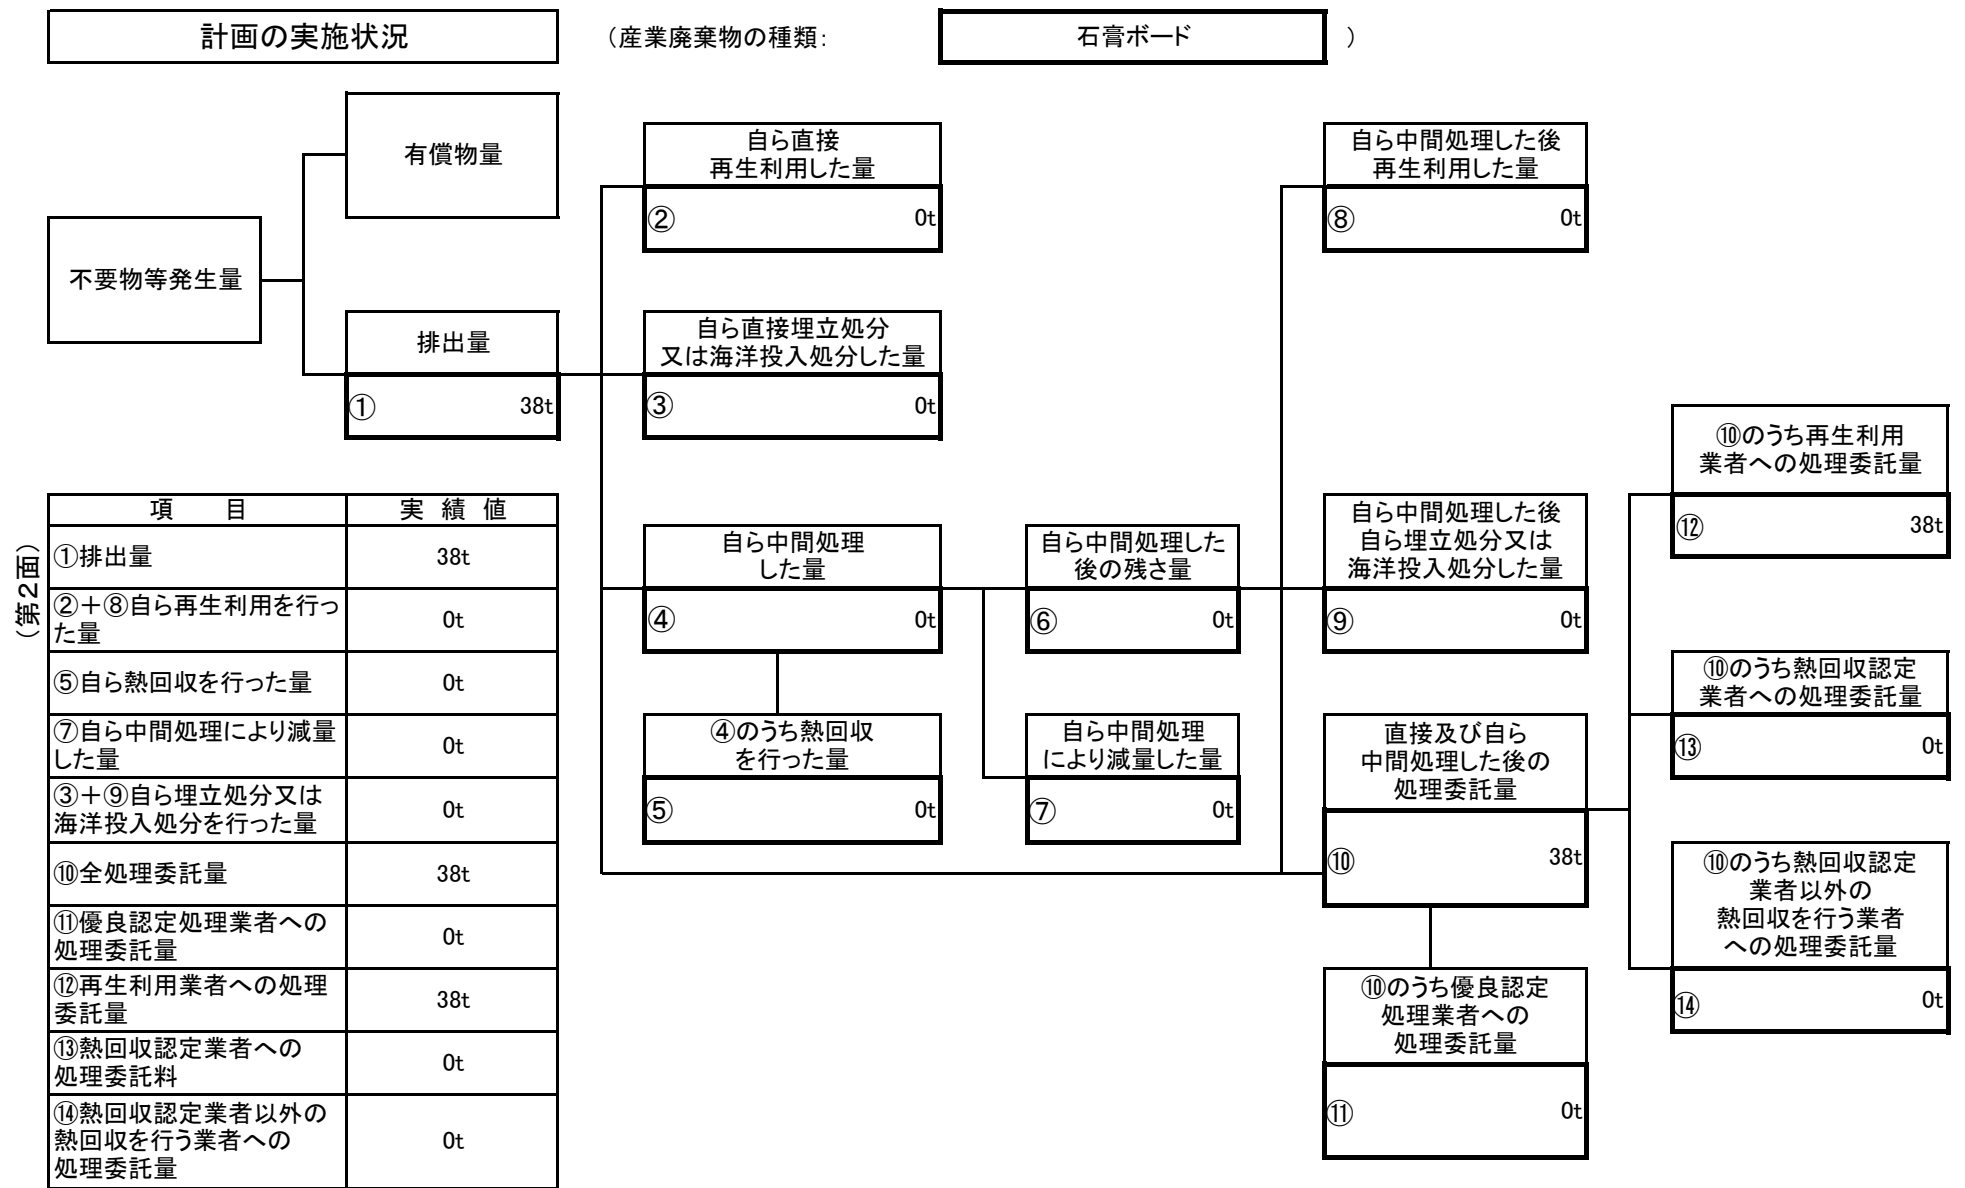 計画の実施状況 （産業廃棄物の種類： 石膏ボード ）
有償物量
不要物等発生量
排出量
① 38t
自ら直接
再生利用した量
② 0t
自ら直接埋立処分
又は海洋投入処分した量
③ 0t
自ら中間処理
した量
④ 0t
④のうち熱回収
を行った量
⑤ 0t
自ら中間処理した
後の残さ量
⑥ 0t
自ら中間処理
により減量した量
⑦ 0t
自ら中間処理した後
再生利用した量
⑧ 0t
自ら中間処理した後
自ら埋立処分又は
海洋投入処分した量
⑨ 0t
直接及び自ら
中間処理した後の
処理委託量
⑩ 38t
⑩のうち優良認定
処理業者への
処理委託量
⑪ 0t
⑩のうち再生利用
業者への処理委託量
⑫ 38t
⑩のうち熱回収認定
業者への処理委託量
⑬ 0t
⑩のうち熱回収認定
業者以外の
熱回収を行う業者
への処理委託量
⑭ 0t
（第2面）
項　目 実 績 値
①排出量 38t
②＋⑧自ら再生利用を行っ
た量 0t
⑤自ら熱回収を行った量 0t
⑦自ら中間処理により減量
した量 0t
③＋⑨自ら埋立処分又は
海洋投入処分を行った量 0t
⑩全処理委託量 38t
⑪優良認定処理業者への
処理委託量 0t
⑫再生利用業者への処理
委託量 38t
⑬熱回収認定業者への
処理委託料 0t
⑭熱回収認定業者以外の
熱回収を行う業者への
処理委託量 0t